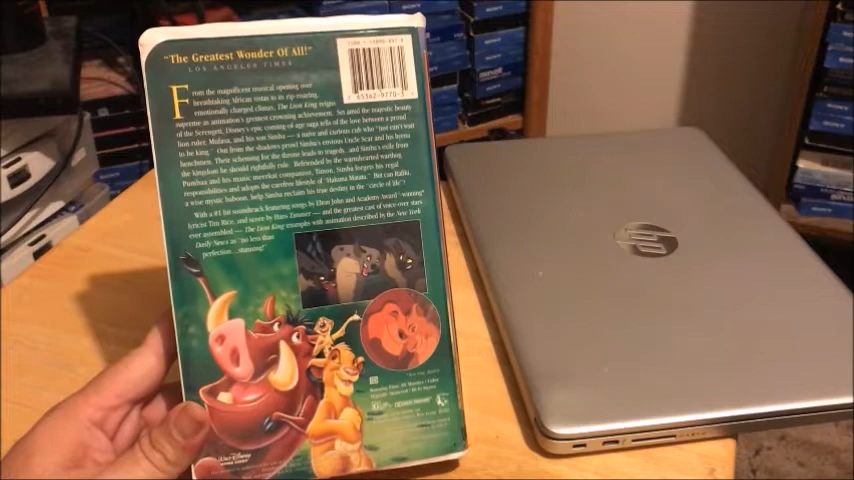 "The Greatest Wonder Of All!"
LOS ANGELES TIMES
From the magnificent musical opening over
breathtaking African vistas to its rip-roaring,
emotionally charged climax, The Lion King reigns
supreme as animation's greatest crowning achievement. Set amid the majestic beauty
of the Serengeti, Disney's epic coming-of-age saga tells of the love between a proud
lion ruler, Mufasa, and his son Simba — a naive and curious cub who "just can't wait
to be king." Out from the shadows prowl Simba's envious Uncle Scar and his hyena
henchmen. Their scheming for the throne leads to tragedy...and Simba's exile from
the kingdom he should rightfully rule. Befriended by the warmhearted warthog
Pumbaa and his manic meerkat companion, Timon, Simba forgets his regal
responsibilities and adopts the carefree lifestyle of "Hakuna Matata." But can Rafiki,
a wise mystic baboon, help Simba reclaim his true destiny in the "circle of life"?
With a #1 hit soundtrack featuring songs by Elton John and Academy Award-winning
lyricist Tim Rice, and score by Hans Zimmer — and the greatest cast of voice-over stars
ever assembled — The Lion King triumphs with animation described by the New York
Daily News as "no less than
perfection...stunning!"
Walt Disney
hp
maxell